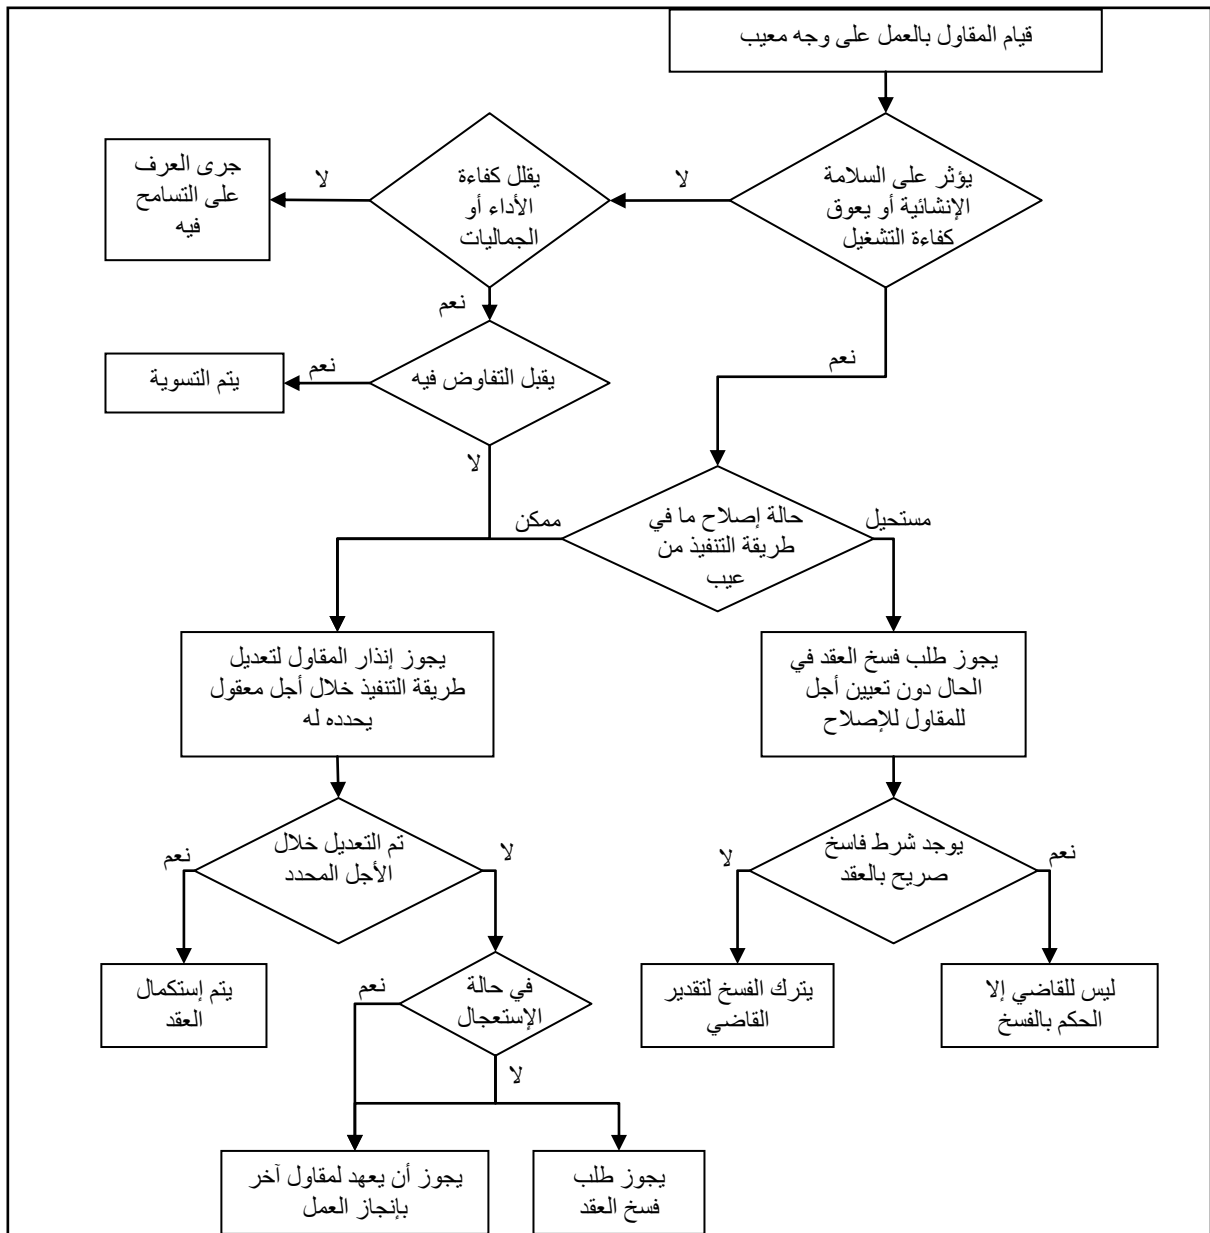 قيام المقاول بالعمل على وجه معيب
يؤثر على السلامة
الإنشائية أو يعوق
كفاءة التشغيل
لا
يقلل كفاءة
الأداء أو
الجماليات
لا
جرى العرف
على التسامح
فيه
نعم
يقبل التفاوض فيه
نعم
يتم التسوية
نعم
لا
حالة إصلاح ما في
طريقة التنفيذ من
عيب
مستحيل
ممكن
يجوز طلب فسخ العقد في
الحال دون تعيين أجل
للمقاول للإصلاح
يجوز إنذار المقاول لتعديل
طريقة التنفيذ خلال أجل معقول
يحدده له
يوجد شرط فاسخ
صريح بالعقد
نعم
لا
تم التعديل خلال
الأجل المحدد
لا
نعم
ليس للقاضي إلا
الحكم بالفسخ
يترك الفسخ لتقدير
القاضي
في حالة
الإستعجال
نعم
لا
يتم إستكمال
العقد
يجوز طلب
فسخ العقد
يجوز أن يعهد لمقاول آخر
بإنجاز العمل